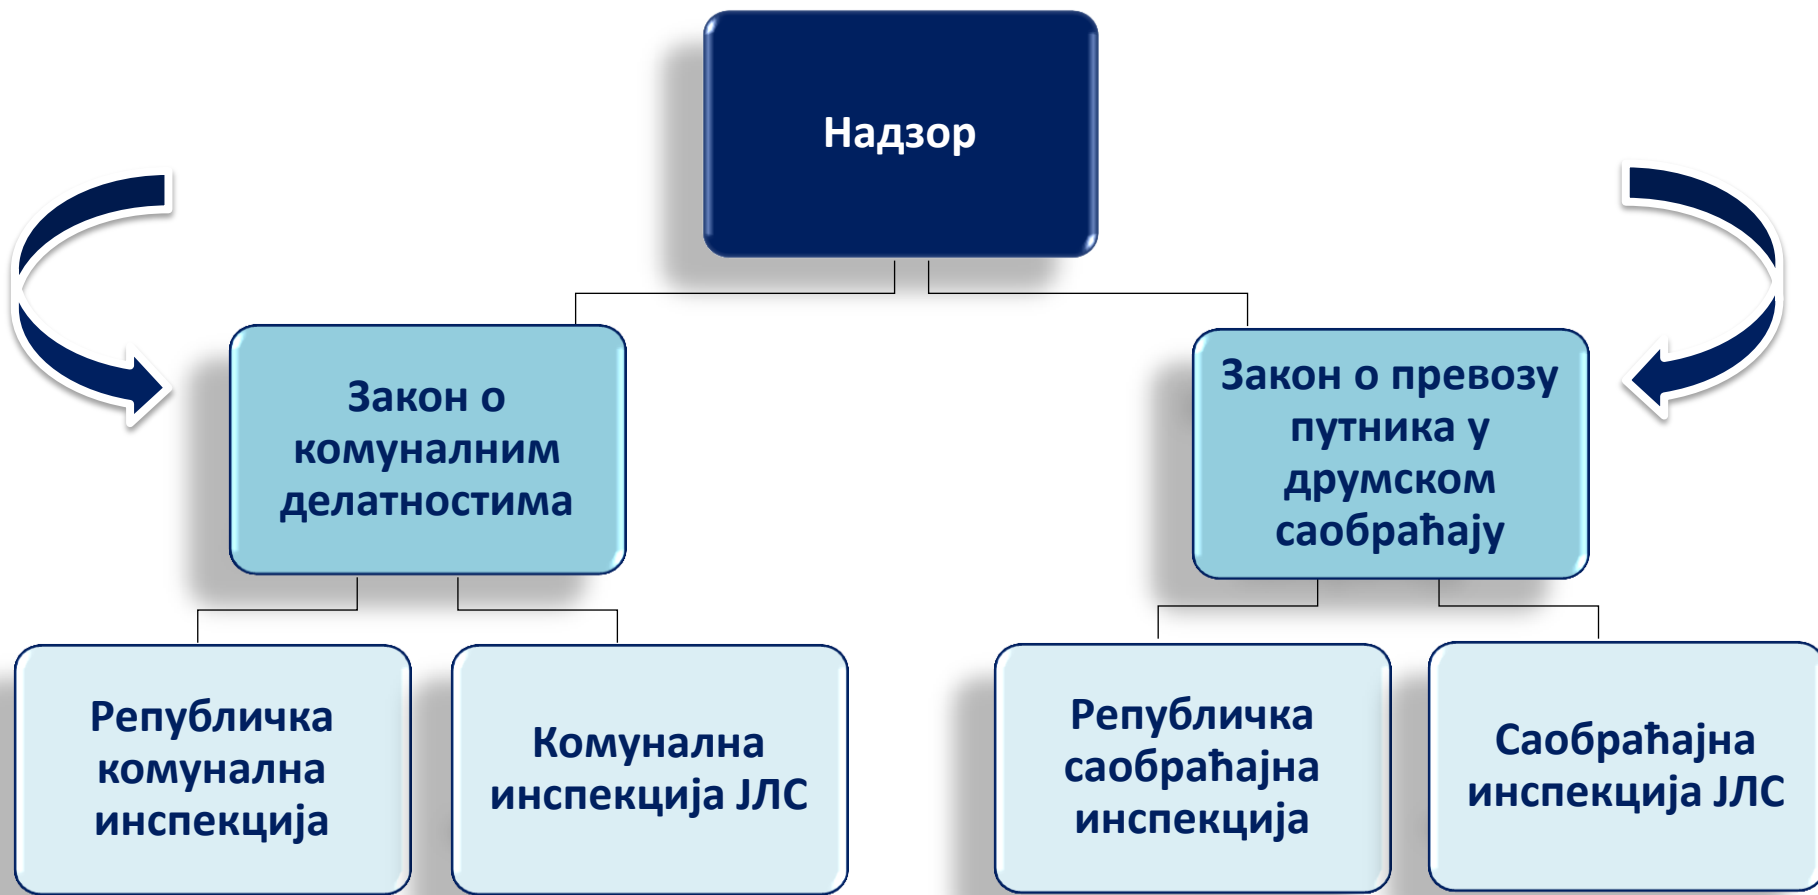 Надзор
Закон о
комуналним
делатностима
Закон о превозу
путника у
друмском
саобраћају
Републичка
комунална
инспекција
Комунална
инспекција ЈЛС
Републичка
саобраћајна
инспекција
Саобраћајна
инспекција ЈЛС